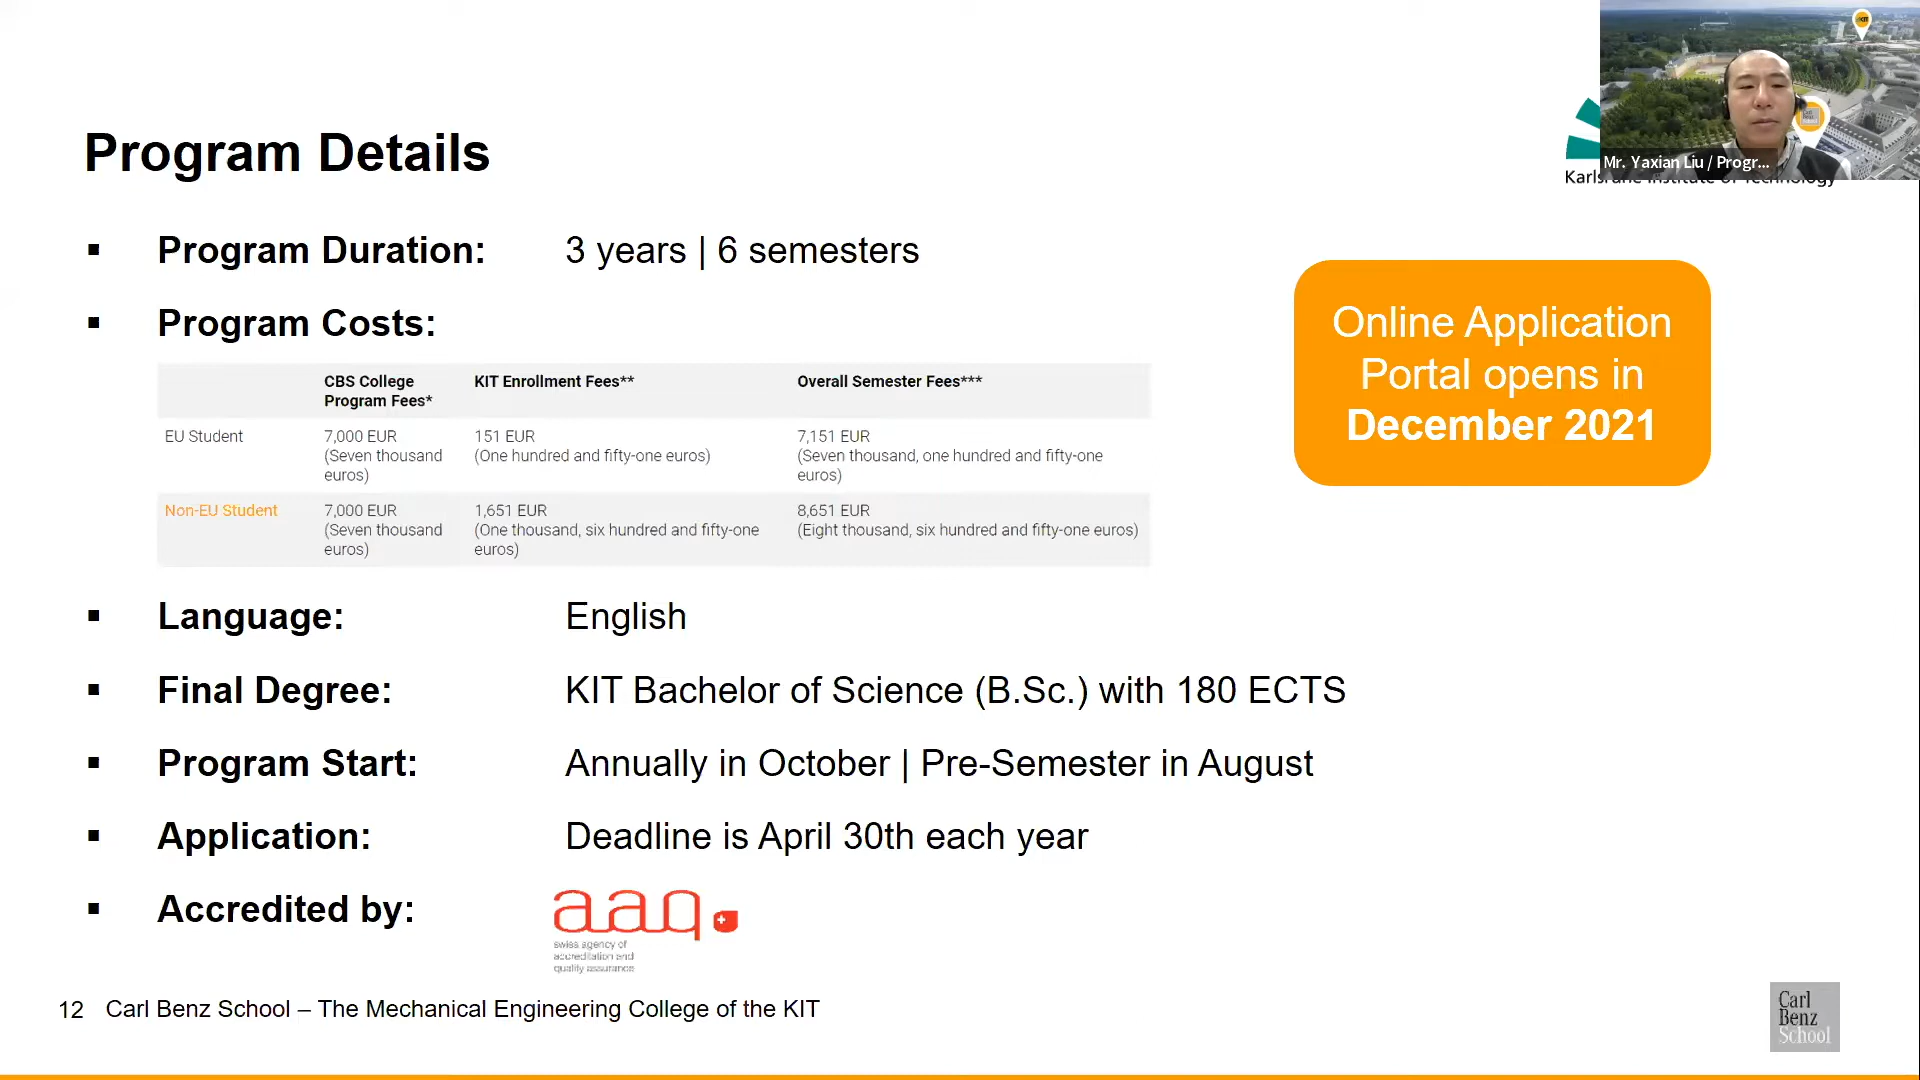 Program Details
Mr. Yaxian Liu / Progr...
▪ Program Duration: 3 years | 6 semesters
▪ Program Costs:
CBS College Program Fees* KIT Enrollment Fees** Overall Semester Fees***
EU Student 7,000 EUR (Seven thousand euros) 151 EUR (One hundred and fifty-one euros) 7,151 EUR (Seven thousand, one hundred and fifty-one euros)
Non-EU Student 7,000 EUR (Seven thousand euros) 1,651 EUR (One thousand, six hundred and fifty-one euros) 8,651 EUR (Eight thousand, six hundred and fifty-one euros)
Online Application
Portal opens in
December 2021
▪ Language: English
▪ Final Degree: KIT Bachelor of Science (B.Sc.) with 180 ECTS
▪ Program Start: Annually in October | Pre-Semester in August
▪ Application: Deadline is April 30th each year
▪ Accredited by:
aaq
swiss agency of
accreditation and
quality assurance
12 Carl Benz School – The Mechanical Engineering College of the KIT
Carl
Benz
School